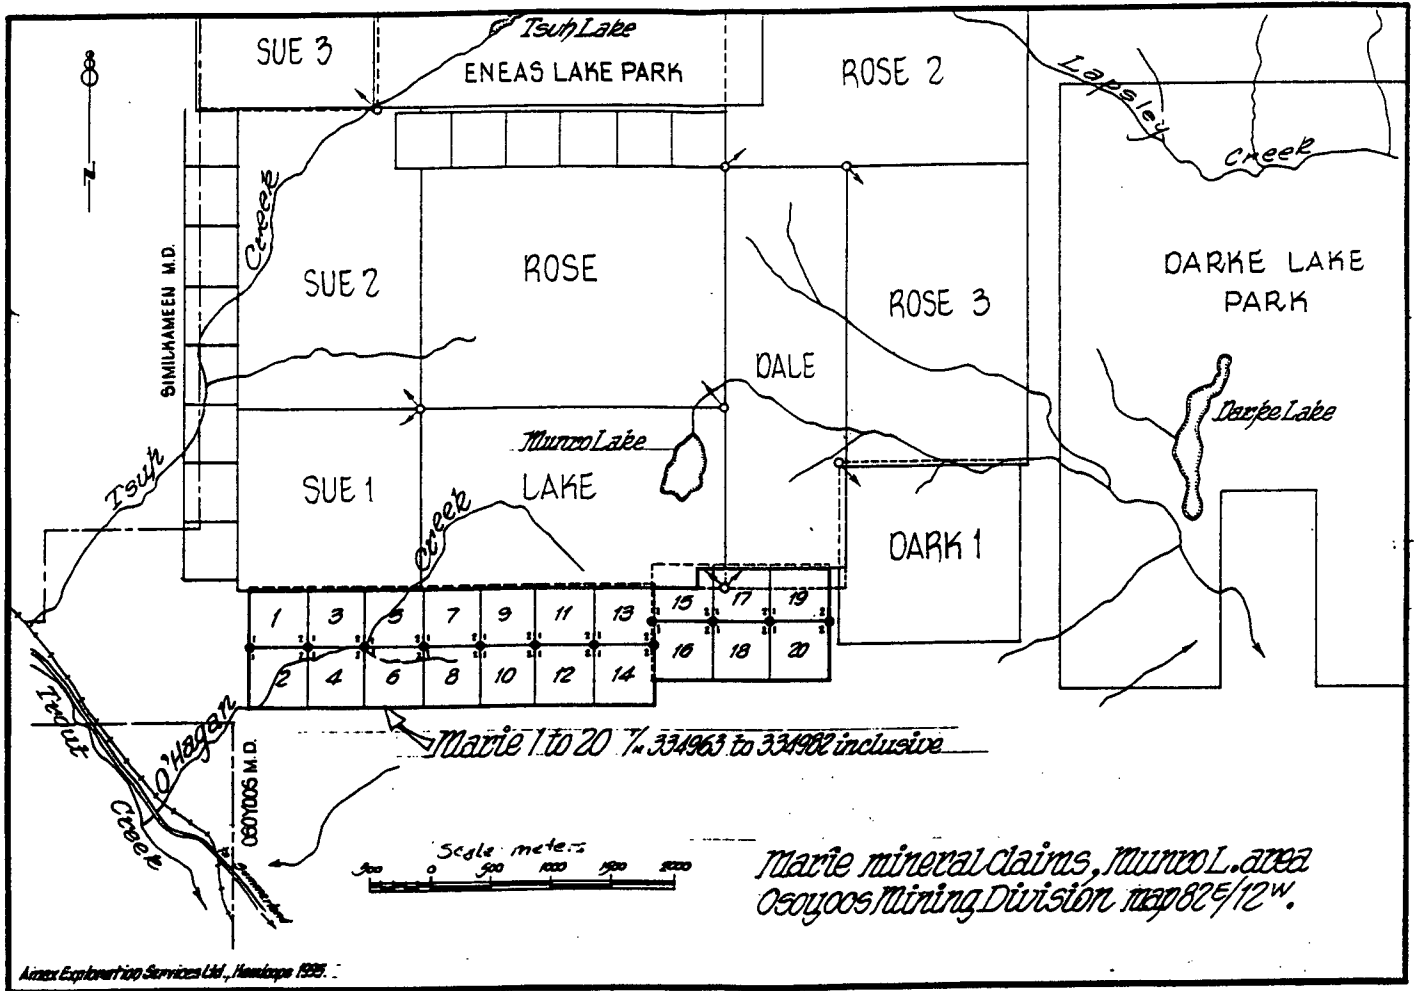 Tsuh Lake
SUE 3
ENEAS LAKE PARK
ROSE 2
Lapsley
Creek
N
Creek
SIMILKAMEEN M.D.
SUE 2
ROSE
ROSE 3
DARKE LAKE
PARK
DALE
Darke Lake
Munro Lake
Tsuh
SUE 1
LAKE
Creek
DARK 1
1 3 5 7 9 11 13 15 17 19
2 4 6 8 10 12 14 16 18 20
Trout
Creek
O'Hagan
OSOYOOS M.D.
Marie 1 to 20 T/N 334963 to 334982 inclusive
Scale meters
500 0 500 1000 1500 2000
Summerland
Marie mineral claims, Munro L. area
Osoyoos Mining Division map 82E/12W.
Exploration Services Ltd., Kamloops 1995.